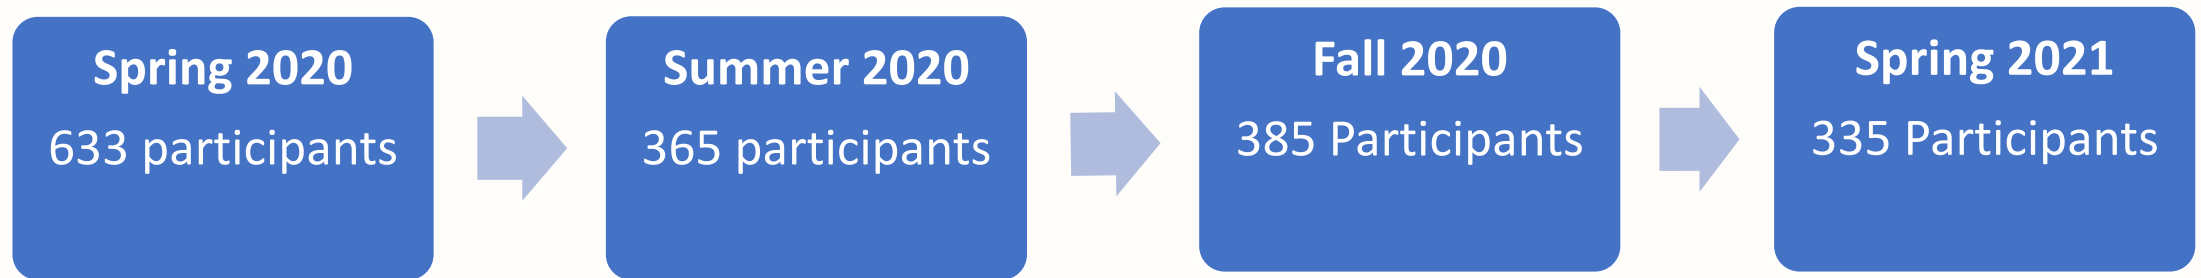 Spring 2020
633 participants
Summer 2020
365 participants
Fall 2020
385 Participants
Spring 2021
335 Participants